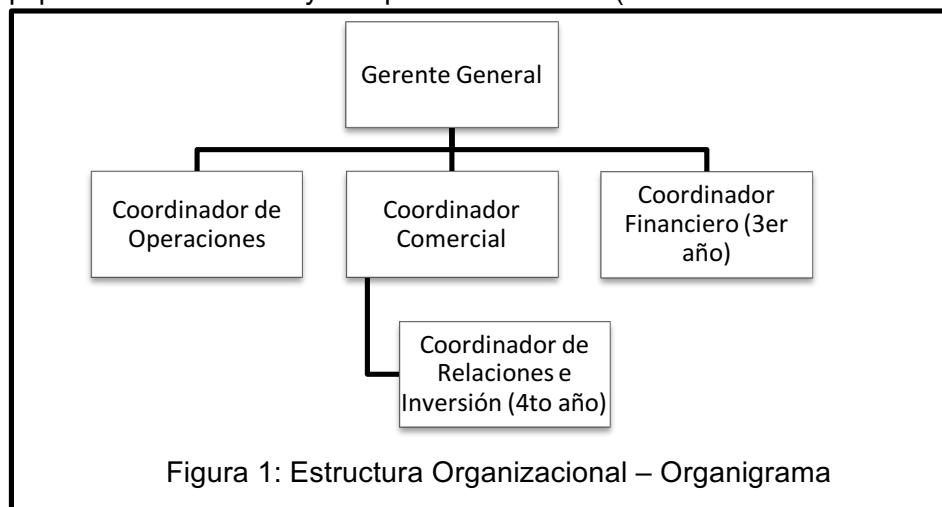 Gerente General
Coordinador de
Operaciones
Coordinador
Comercial
Coordinador
Financiero (3er
año)
Coordinador de
Relaciones e
Inversión (4to año)
Figura 1: Estructura Organizacional – Organigrama